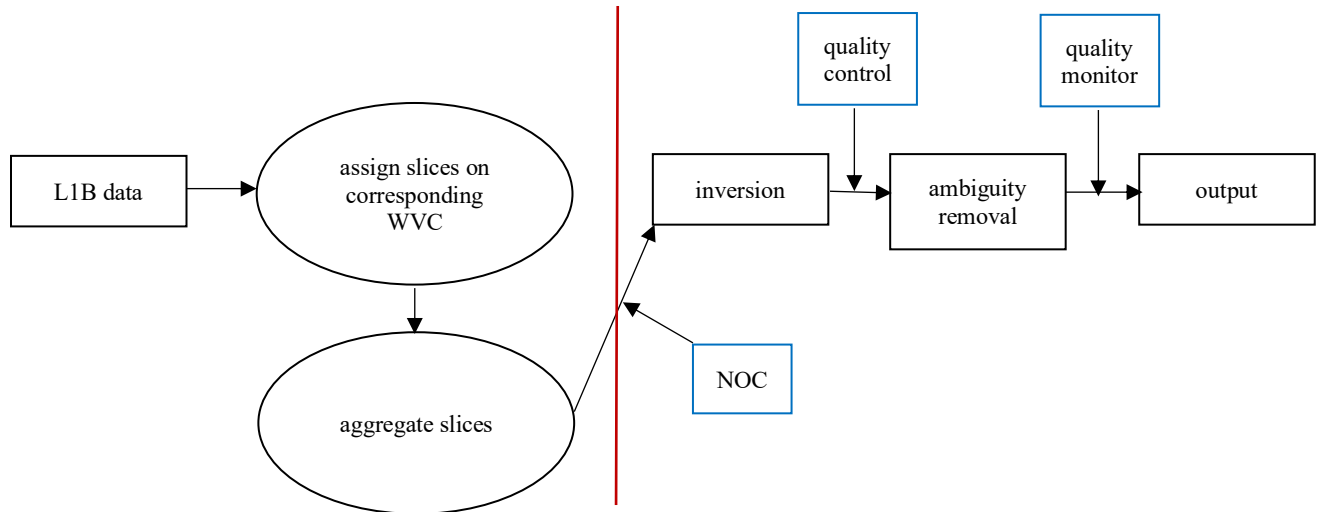 L1B data
assign slices on
corresponding
WVC
aggregate slices
NOC
inversion
quality
control
ambiguity
removal
quality
monitor
output